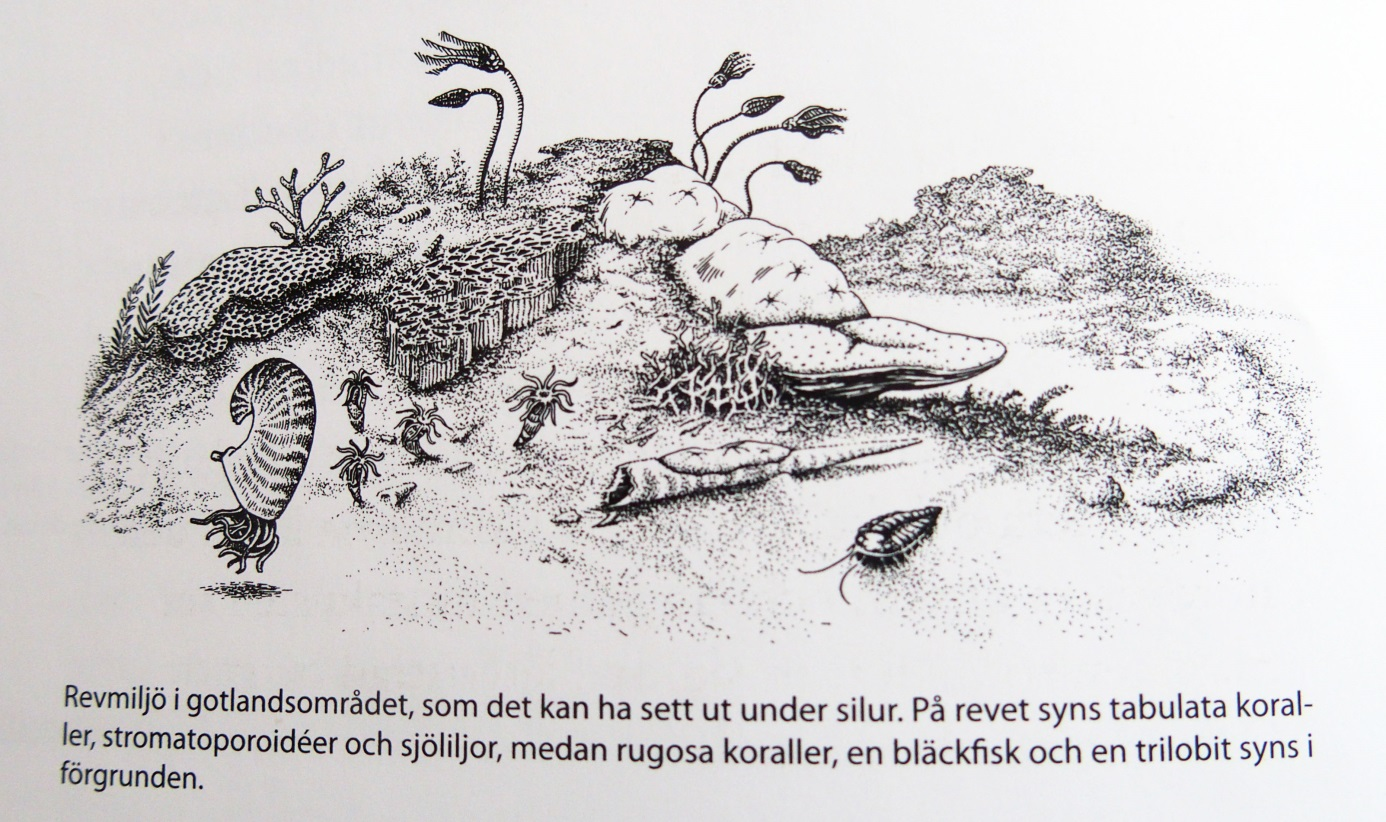 Revmiljö i gotlandsområdet, som det kan ha sett ut under silur. På revet syns tabulata koral-
ler, stromatoporoidéer och sjöliljor, medan rugosa koraller, en bläckfisk och en trilobit syns i
förgrunden.